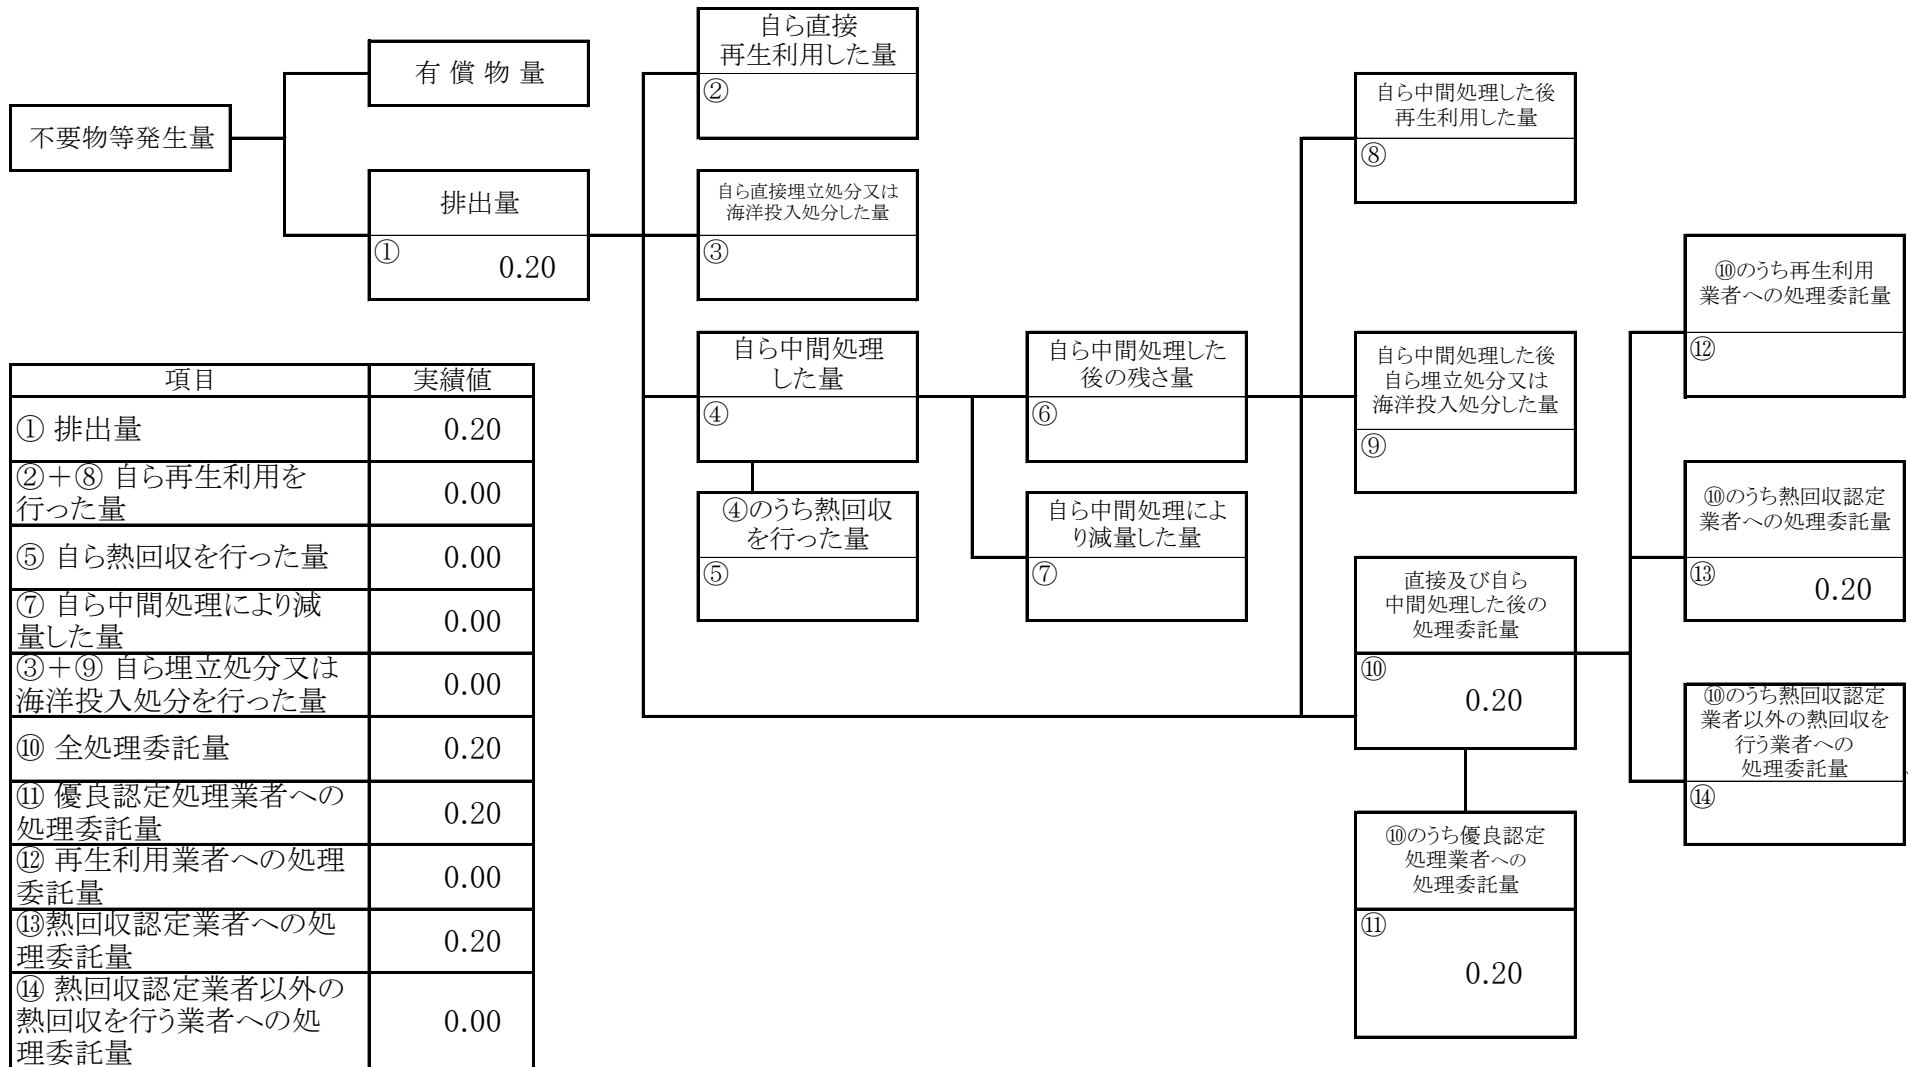 不要物等発生量
有 償 物 量
排出量
①
0.20
自ら直接
再生利用した量
②
自ら直接埋立処分又は
海洋投入処分した量
③
自ら中間処理
した量
④
④のうち熱回収
を行った量
⑤
自ら中間処理した
後の残さ量
⑥
自ら中間処理によ
り減量した量
⑦
自ら中間処理した後
再生利用した量
⑧
自ら中間処理した後
自ら埋立処分又は
海洋投入処分した量
⑨
直接及び自ら
中間処理した後の
処理委託量
⑩
0.20
⑩のうち優良認定
処理業者への
処理委託量
⑪
0.20
⑩のうち再生利用
業者への処理委託量
⑫
⑩のうち熱回収認定
業者への処理委託量
⑬
0.20
⑩のうち熱回収認定
業者以外の熱回収を
行う業者への
処理委託量
⑭
項目 実績値
① 排出量 0.20
②＋⑧ 自ら再生利用を
行った量 0.00
⑤ 自ら熱回収を行った量 0.00
⑦ 自ら中間処理により減
量した量 0.00
③＋⑨ 自ら埋立処分又は
海洋投入処分を行った量 0.00
⑩ 全処理委託量 0.20
⑪ 優良認定処理業者への
処理委託量 0.20
⑫ 再生利用業者への処理
委託量 0.00
⑬熱回収認定業者への処
理委託量 0.20
⑭ 熱回収認定業者以外の
熱回収を行う業者への処
理委託量 0.00